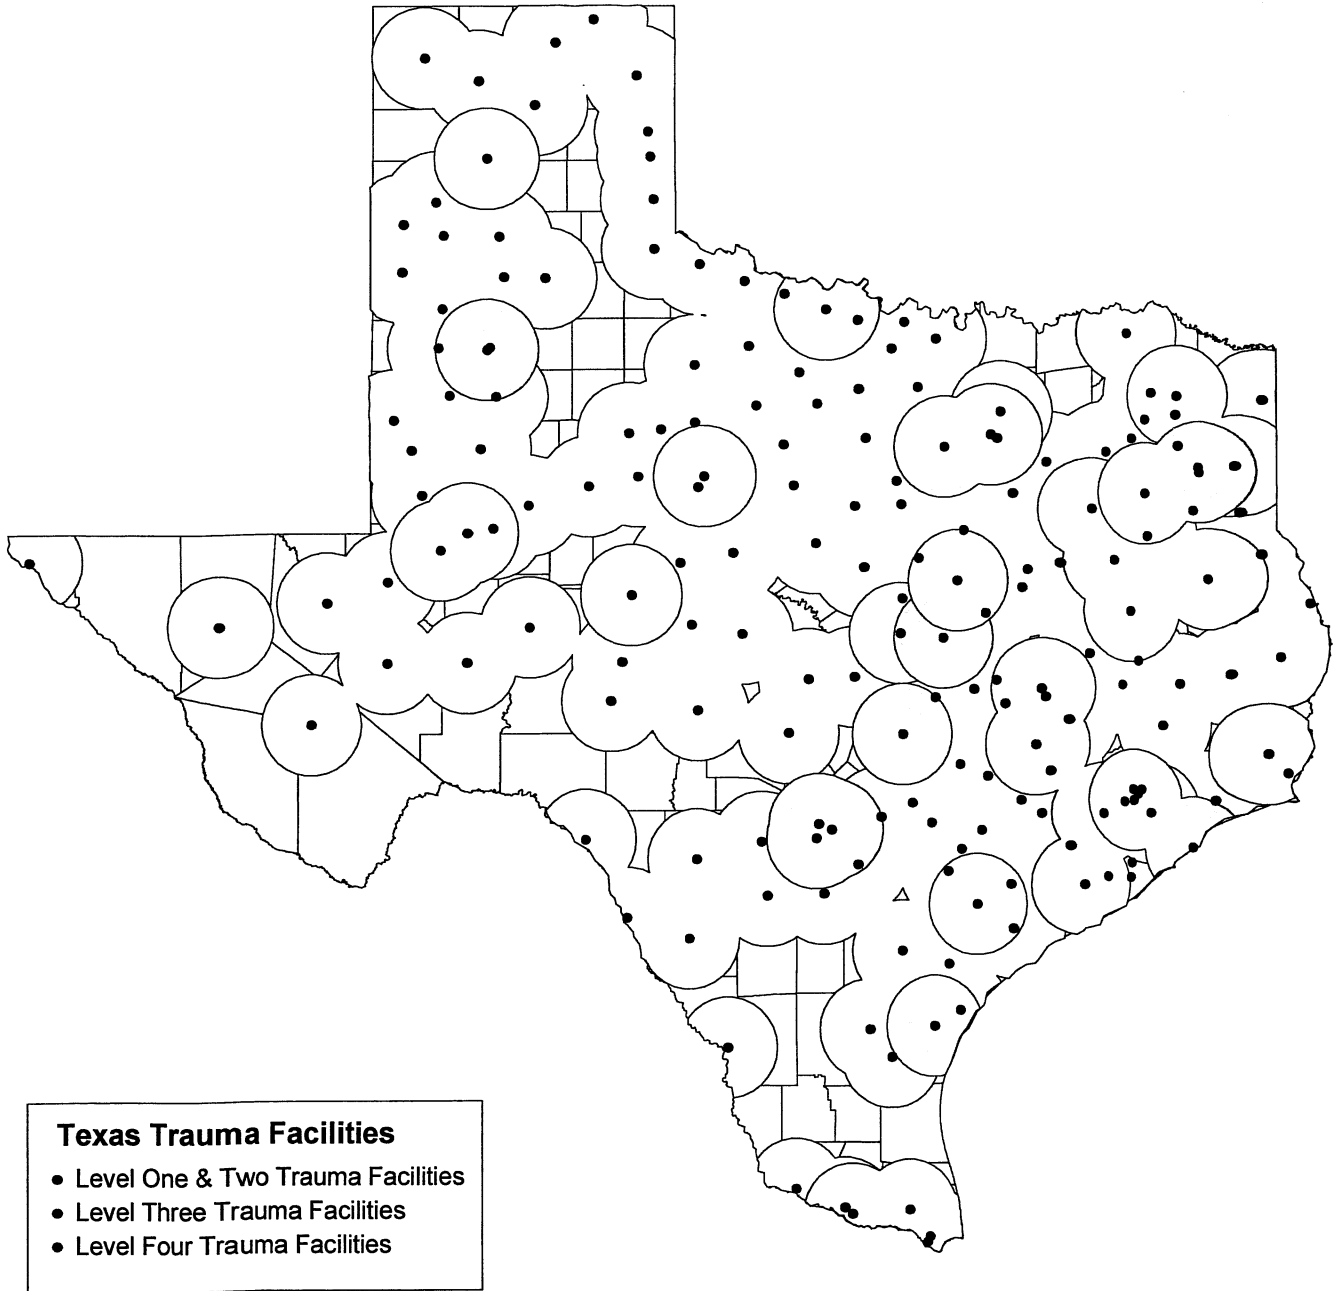 Texas Trauma Facilities
Level One & Two Trauma Facilities
Level Three Trauma Facilities
Level Four Trauma Facilities